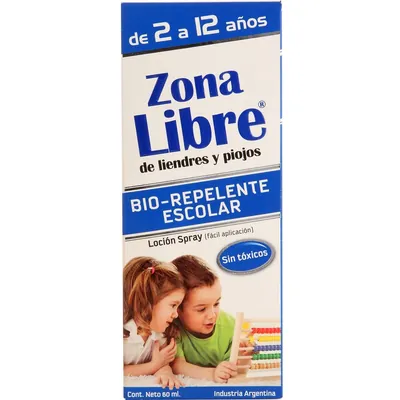 de 2 a 12 años
Zona
Libre®
de liendres y piojos
BIO-REPELENTE
ESCOLAR
Loción Spray (fácil aplicación)
Sin tóxicos
Cont. Neto 60 ml.
Industria Argentina